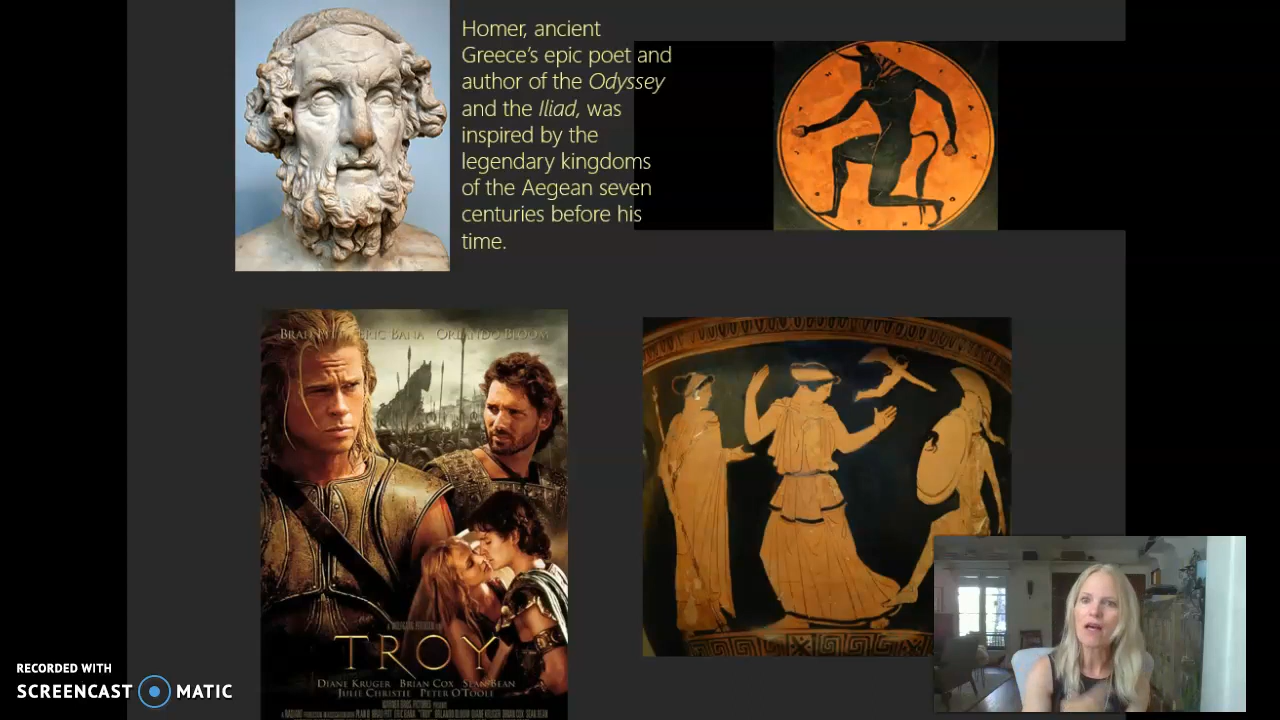 Homer, ancient
Greece's epic poet and
author of the Odyssey
and the Iliad, was
inspired by the
legendary kingdoms
of the Aegean seven
centuries before his
time.
BRAD PITT ERIC BANA ORLANDO BLOOM
TROY
DIANE KRUGER BRIAN COX SEAN BEAN
JULIE CHRISTIE PETER O'TOOLE
RECORDED WITH
SCREENCAST MATIC